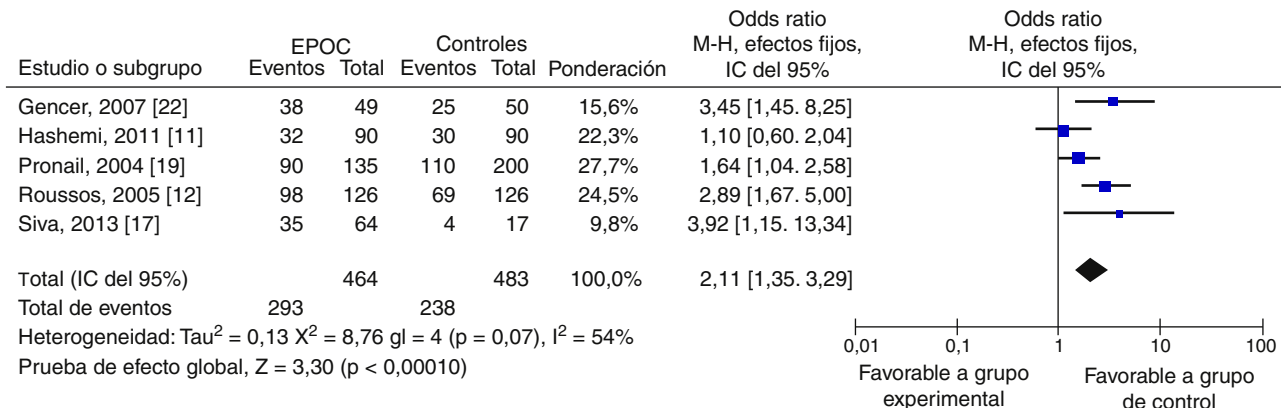 Odds ratio Odds ratio
EPOC Controles M-H, efectos fijos, M-H, efectos fijos,
Estudio o subgrupo Eventos Total Eventos Total Ponderación IC del 95% IC del 95%
Gencer, 2007 [22] 38 49 25 50 15,6% 3,45 [1,45. 8,25]
Hashemi, 2011 [11] 32 90 30 90 22,3% 1,10 [0,60. 2,04]
Pronail, 2004 [19] 90 135 110 200 27,7% 1,64 [1,04. 2,58]
Roussos, 2005 [12] 98 126 69 126 24,5% 2,89 [1,67. 5,00]
Siva, 2013 [17] 35 64 4 17 9,8% 3,92 [1,15. 13,34]
Total (IC del 95%) 464 483 100,0% 2,11 [1,35. 3,29]
Total de eventos 293 238
Heterogeneidad: Tau² = 0,13 X² = 8,76 gl = 4 (p = 0,07), I² = 54%
Prueba de efecto global, Z = 3,30 (p < 0,00010)
0,01 0,1 1 10 100
Favorable a grupo Favorable a grupo
experimental de control